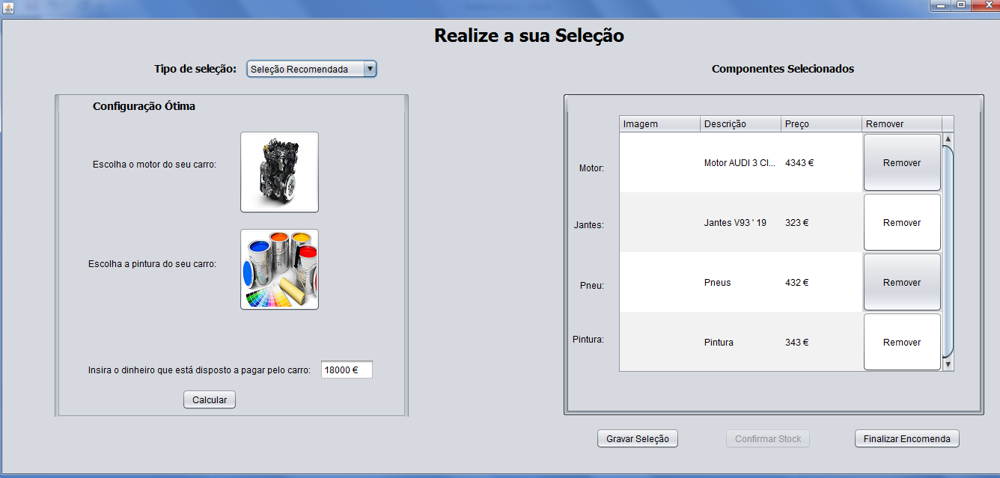 Realize a sua Seleção
Tipo de seleção: Seleção Recomendada
Configuração Ótima
Escolha o motor do seu carro:
Escolha a pintura do seu carro:
Insira o dinheiro que está disposto a pagar pelo carro: 18000 €
Calcular
Componentes Selecionados
Imagem Descrição Preço Remover
Motor: Motor AUDI 3 Cl... 4343 € Remover
Jantes: Jantes V93 ' 19 323 € Remover
Pneu: Pneus 432 € Remover
Pintura: Pintura 343 € Remover
Gravar Seleção Confirmar Stock Finalizar Encomenda